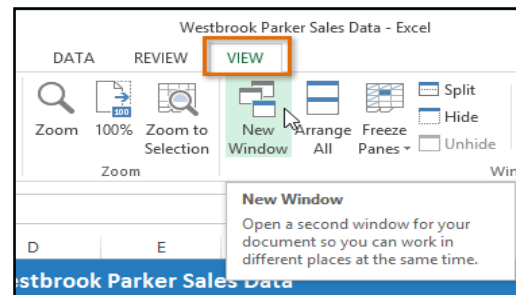 Westbrook Parker Sales Data - Excel
DATA REVIEW VIEW
Zoom 100% Zoom to Selection New Window Arrange All Freeze Panes Split Hide Unhide
100
Zoom
New Window
Open a second window for your
document so you can work in
different places at the same time.
D E
Parker Sales Data